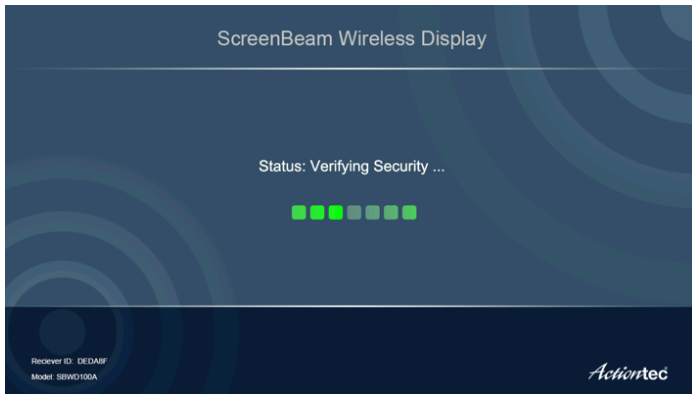 ScreenBeam Wireless Display
Status: Verifying Security ...
Reciever ID: DEDA8F
Model: SBWD100A
Actiontec